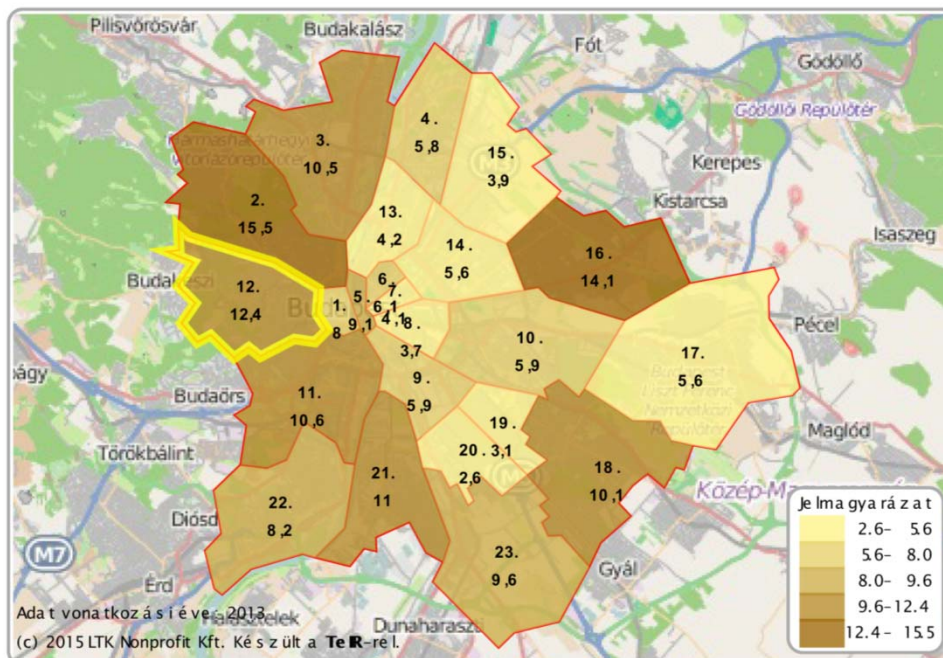 Pilisvörösvár
Budakalász
Fót
Gödöllő
Gödöllői Repülőtér
Kerepes
Kistarcsa
Isaszeg
Pécel
Maglód
Gyál
Dunaharaszti
Érd
Diósd
Törökbálint
Budaörs
M7
3.
10,5
4.
5,8
15.
3,9
2.
15,5
13.
4,2
14.
5,6
16.
14,1
12.
12,4
1.
8
5.
9,1
6.
6,1
7.
4,1
8.
3,7
10.
5,9
17.
5,6
9.
5,9
11.
10,6
19.
3,1
20.
2,6
18.
10,1
21.
11
22.
8,2
23.
9,6
Jelmagyarázat
2.6– 5.6
5.6– 8.0
8.0– 9.6
9.6–12.4
12.4– 15.5
Adat vonatkozási éve: 2013
(c) 2015 LTK Nonprofit Kft. Készült a TeIR-rel.